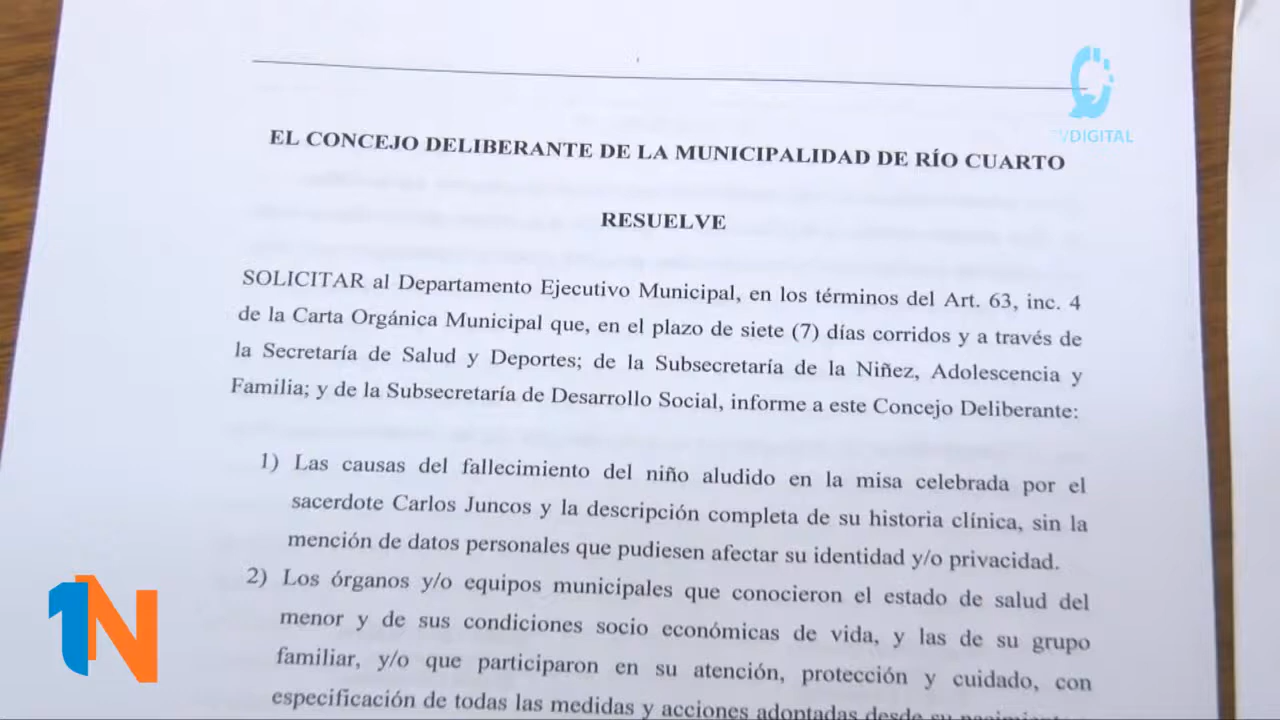 VDIGITAL
EL CONCEJO DELIBERANTE DE LA MUNICIPALIDAD DE RÍO CUARTO
RESUELVE
SOLICITAR al Departamento Ejecutivo Municipal, en los términos del Art. 63, inc. 4
de la Carta Orgánica Municipal que, en el plazo de siete (7) días corridos y a través de
la Secretaría de Salud y Deportes; de la Subsecretaría de la Niñez, Adolescencia y
Familia; y de la Subsecretaría de Desarrollo Social, informe a este Concejo Deliberante:
1) Las causas del fallecimiento del niño aludido en la misa celebrada por el
sacerdote Carlos Juncos y la descripción completa de su historia clínica, sin la
mención de datos personales que pudiesen afectar su identidad y/o privacidad.
2) Los órganos y/o equipos municipales que conocieron el estado de salud del
menor y de sus condiciones socio económicas de vida, y las de su grupo
familiar, y/o que participaron en su atención, protección y cuidado, con
especificación de todas las medidas y acciones adoptadas desde su
1N